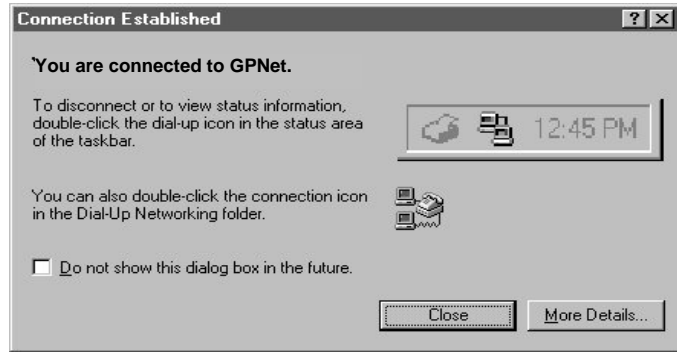 Connection Established
`You are connected to GPNet.
To disconnect or to view status information,
double-click the dial-up icon in the status area
of the taskbar.
12:45 PM
You can also double-click the connection icon
in the Dial-Up Networking folder.
Do not show this dialog box in the future.
Close
More Details...